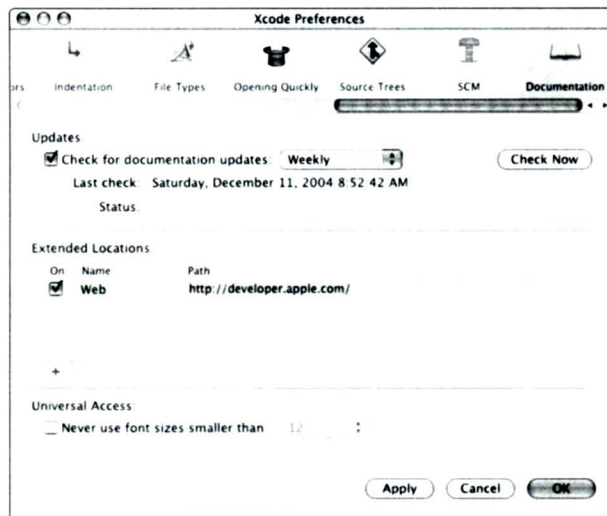 Xcode Preferences
ors Indentation File Types Opening Quickly Source Trees SCM Documentation
Updates
Check for documentation updates: Weekly Check Now
Last check: Saturday, December 11, 2004 8:52:42 AM
Status:
Extended Locations
On Name Path
Web http://developer.apple.com/
+
Universal Access
Never use font sizes smaller than 12
Apply Cancel OK